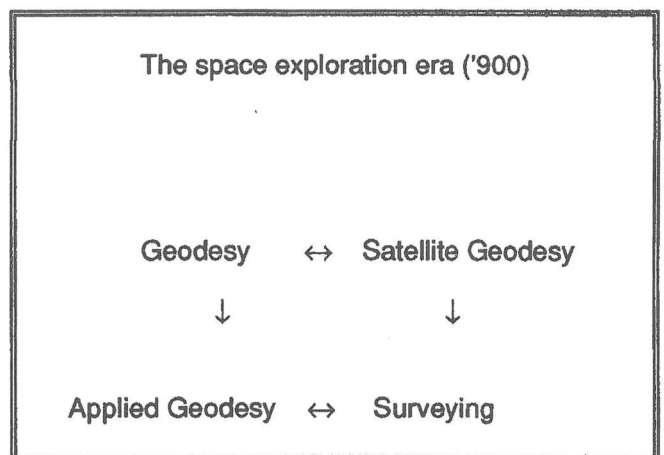 The space exploration era ('900)
Geodesy ↔ Satellite Geodesy
↓ ↓
Applied Geodesy ↔ Surveying